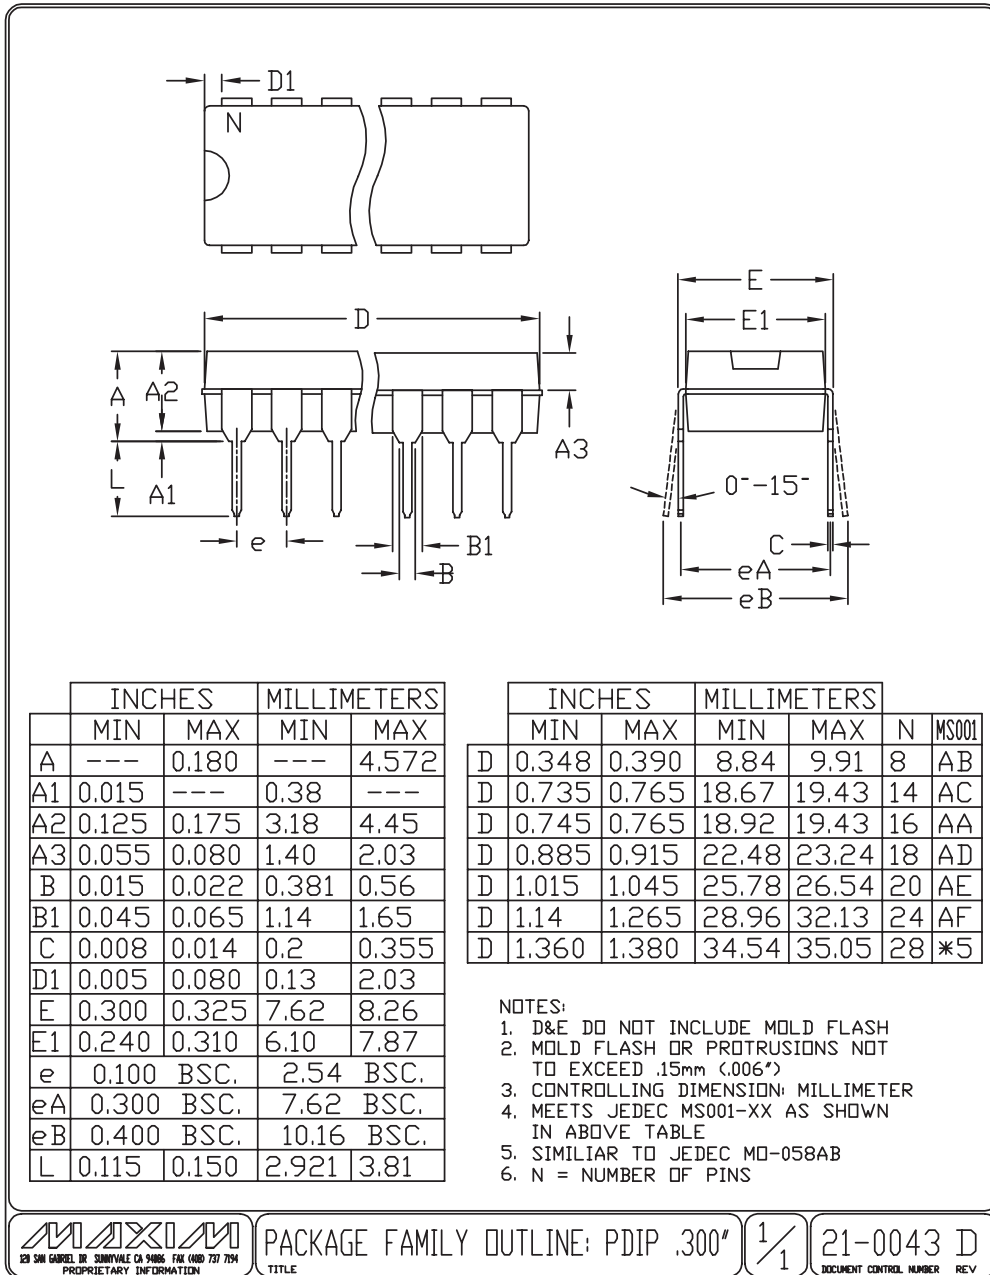 D1
N
E
E1
D
A
A2
A3
L
A1
0°-15°
e
B1
B
C
eA
eB
INCHES MILLIMETERS
MIN MAX MIN MAX
A --- 0.180 --- 4.572
A1 0.015 --- 0.38 ---
A2 0.125 0.175 3.18 4.45
A3 0.055 0.080 1.40 2.03
B 0.015 0.022 0.381 0.56
B1 0.045 0.065 1.14 1.65
C 0.008 0.014 0.2 0.355
D1 0.005 0.080 0.13 2.03
E 0.300 0.325 7.62 8.26
E1 0.240 0.310 6.10 7.87
e 0.100 BSC. 2.54 BSC.
eA 0.300 BSC. 7.62 BSC.
eB 0.400 BSC. 10.16 BSC.
L 0.115 0.150 2.921 3.81
INCHES MILLIMETERS
MIN MAX MIN MAX N MS001
D 0.348 0.390 8.84 9.91 8 AB
D 0.735 0.765 18.67 19.43 14 AC
D 0.745 0.765 18.92 19.43 16 AA
D 0.885 0.915 22.48 23.24 18 AD
D 1.015 1.045 25.78 26.54 20 AE
D 1.14 1.265 28.96 32.13 24 AF
D 1.360 1.380 34.54 35.05 28 *5
NOTES:
1. D&E DO NOT INCLUDE MOLD FLASH
2. MOLD FLASH OR PROTRUSIONS NOT
TO EXCEED .15mm (.006")
3. CONTROLLING DIMENSION: MILLIMETER
4. MEETS JEDEC MS001-XX AS SHOWN
IN ABOVE TABLE
5. SIMILIAR TO JEDEC MO-058AB
6. N = NUMBER OF PINS
MAXIM
120 SAN GABRIEL DR SUNNYVALE CA 94086 FAX (408) 737 7194
PROPRIETARY INFORMATION
PACKAGE FAMILY OUTLINE: PDIP .300"
TITLE
1/1
21-0043 D
DOCUMENT CONTROL NUMBER REV